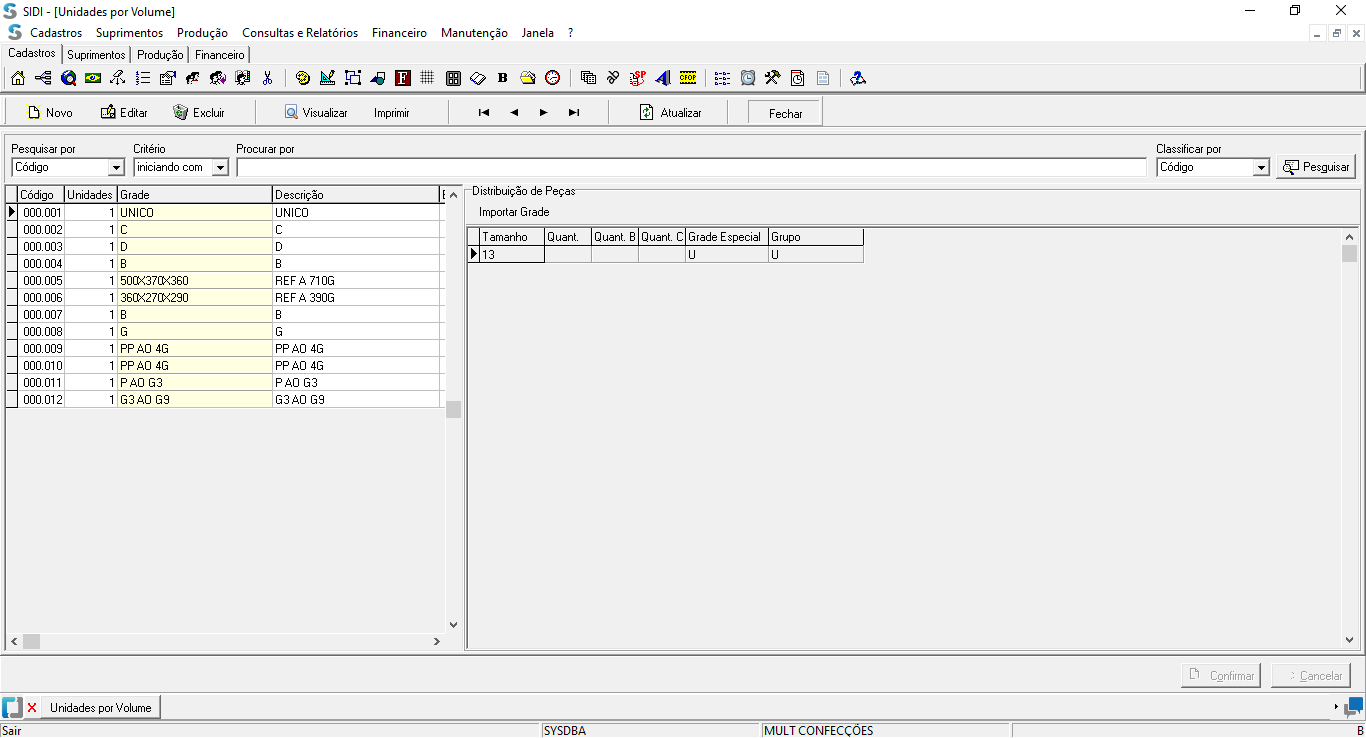 SIDI - [Unidades por Volume]
Cadastros Suprimentos Produção Consultas e Relatórios Financeiro Manutenção Janela ?
Cadastros Suprimentos Produção Financeiro
F B SP CFOP
Novo Editar Excluir Visualizar Imprimir Atualizar Fechar
Pesquisar por Critério Procurar por Classificar por
Código iniciando com Código Pesquisar
Distribuição de Peças
Código Unidades Grade Descrição E
Importar Grade
000.001 1 UNICO UNICO
000.002 1 C C
000.003 1 D D
000.004 1 B B
000.005 1 500X370X360 REF A 710G
000.006 1 360X270X290 REF A 390G
000.007 1 B B
000.008 1 G G
000.009 1 PP AO 4G PP AO 4G
000.010 1 PP AO 4G PP AO 4G
000.011 1 P AO G3 P AO G3
000.012 1 G3 AO G9 G3 AO G9
Tamanho Quant. Quant. B Quant. C Grade Especial Grupo
13 U U
Confirmar Cancelar
Unidades por Volume
Sair SYSDBA MULT CONFECÇÕES B